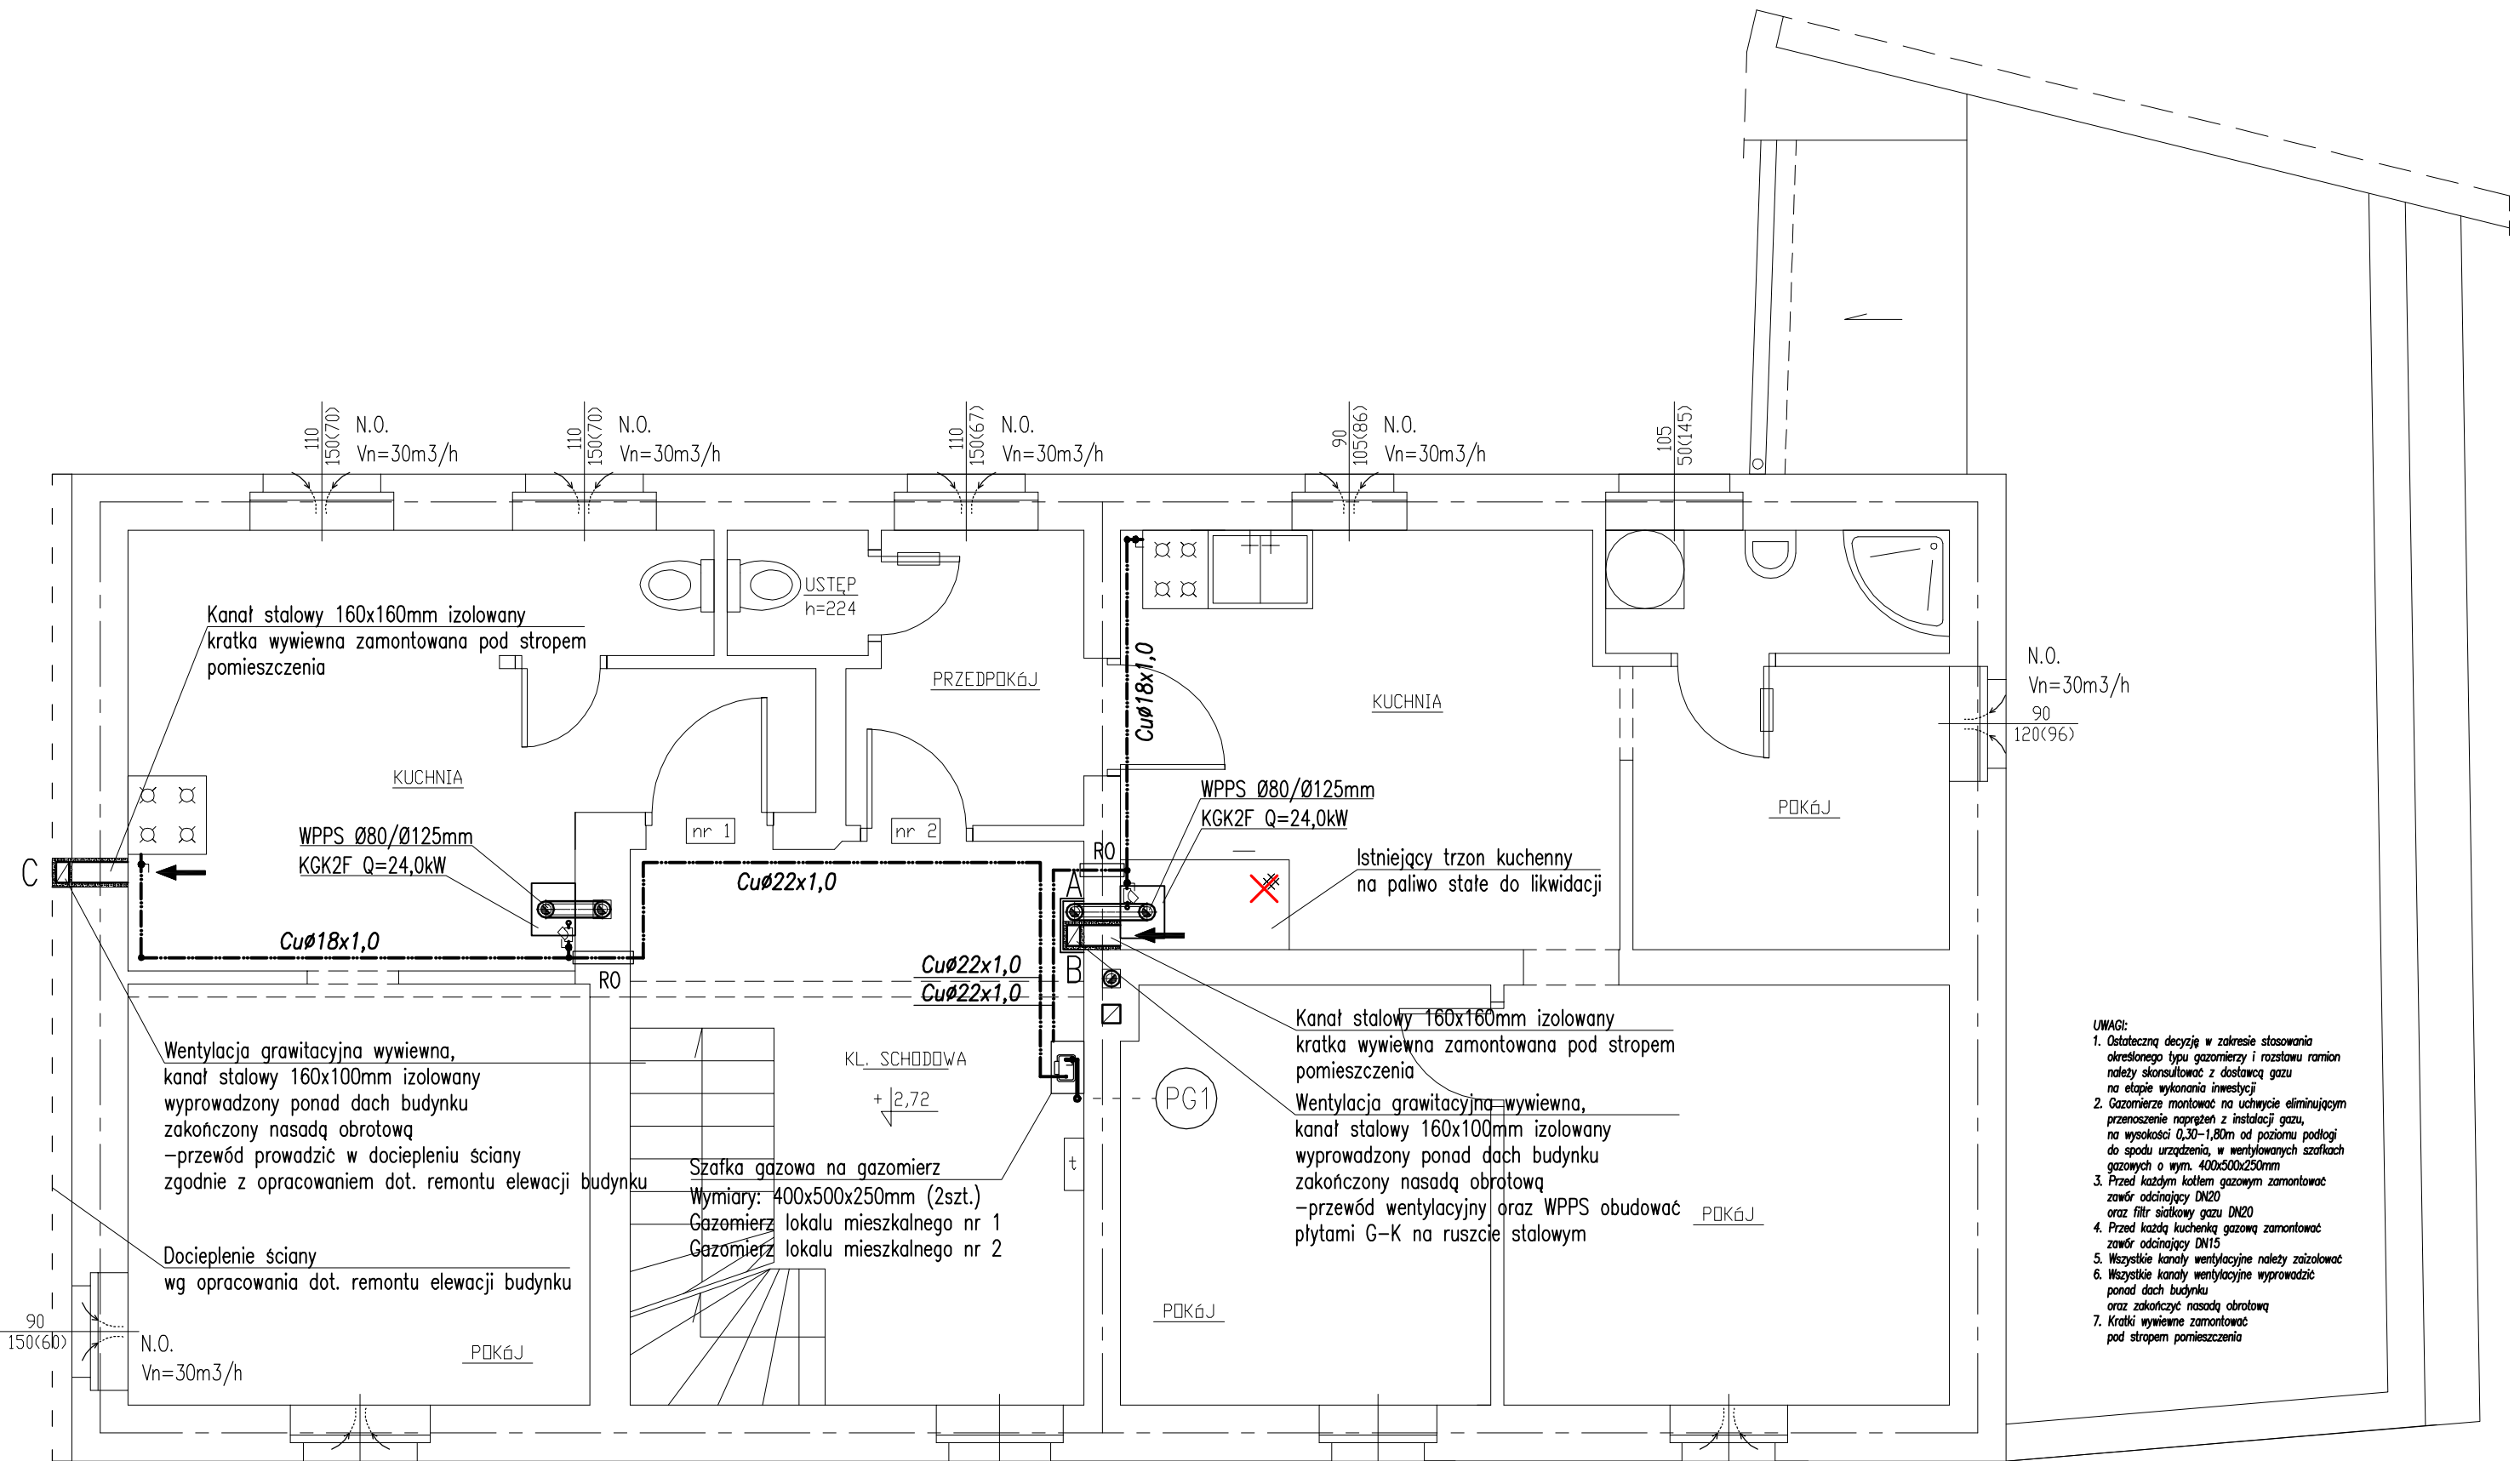 110
150(70)
N.O.
Vn=30m3/h
110
150(70)
N.O.
Vn=30m3/h
110
150(67)
N.O.
Vn=30m3/h
90
105(86)
N.O.
Vn=30m3/h
105
50(145)
USTĘP
h=224
Kanał stalowy 160x160mm izolowany
kratka wywiewna zamontowana pod stropem
pomieszczenia
PRZEDPOKóJ
Cuø18x1,0
KUCHNIA
N.O.
Vn=30m3/h
90
120(96)
KUCHNIA
POKóJ
WPPS Ø80/Ø125mm
KGK2F Q=24,0kW
nr 1
nr 2
WPPS Ø80/Ø125mm
KGK2F Q=24,0kW
RO
Istniejący trzon kuchenny
na paliwo stałe do likwidacji
C
Cuø22x1,0
A
Cuø18x1,0
RO
Cuø22x1,0
B
Cuø22x1,0
Wentylacja grawitacyjna wywiewna,
kanał stalowy 160x100mm izolowany
wyprowadzony ponad dach budynku
zakończony nasadą obrotową
-przewód prowadzić w dociepleniu ściany
zgodnie z opracowaniem dot. remontu elewacji budynku
KL. SCHODOWA
+ 2,72
PG1
t
Kanał stalowy 160x160mm izolowany
kratka wywiewna zamontowana pod stropem
pomieszczenia
Wentylacja grawitacyjna wywiewna,
kanał stalowy 160x100mm izolowany
wyprowadzony ponad dach budynku
zakończony nasadą obrotową
-przewód wentylacyjny oraz WPPS obudować
płytami G-K na ruszcie stalowym
Szafka gazowa na gazomierz
Wymiary: 400x500x250mm (2szt.)
Gazomierz lokalu mieszkalnego nr 1
Gazomierz lokalu mieszkalnego nr 2
Docieplenie ściany
wg opracowania dot. remontu elewacji budynku
POKóJ
POKóJ
90
150(60)
N.O.
Vn=30m3/h
POKóJ
UWAGI:
1. Ostateczną decyzję w zakresie stosowania
określonego typu gazomierzy i rozstawu ramion
należy skonsultować z dostawcą gazu
na etapie wykonania inwestycji
2. Gazomierze montować na uchwycie eliminującym
przenoszenie naprężeń z instalacji gazu,
na wysokości 0,30-1,80m od poziomu podłogi
do spodu urządzenia, w wentylowanych szafkach
gazowych o wym. 400x500x250mm
3. Przed każdym kotłem gazowym zamontować
zawór odcinający DN20
oraz filtr siatkowy gazu DN20
4. Przed każdą kuchenką gazową zamontować
zawór odcinający DN15
5. Wszystkie kanały wentylacyjne należy zaizolować
6. Wszystkie kanały wentylacyjne wyprowadzić
ponad dach budynku
oraz zakończyć nasadą obrotową
7. Kratki wywiewne zamontować
pod stropem pomieszczenia